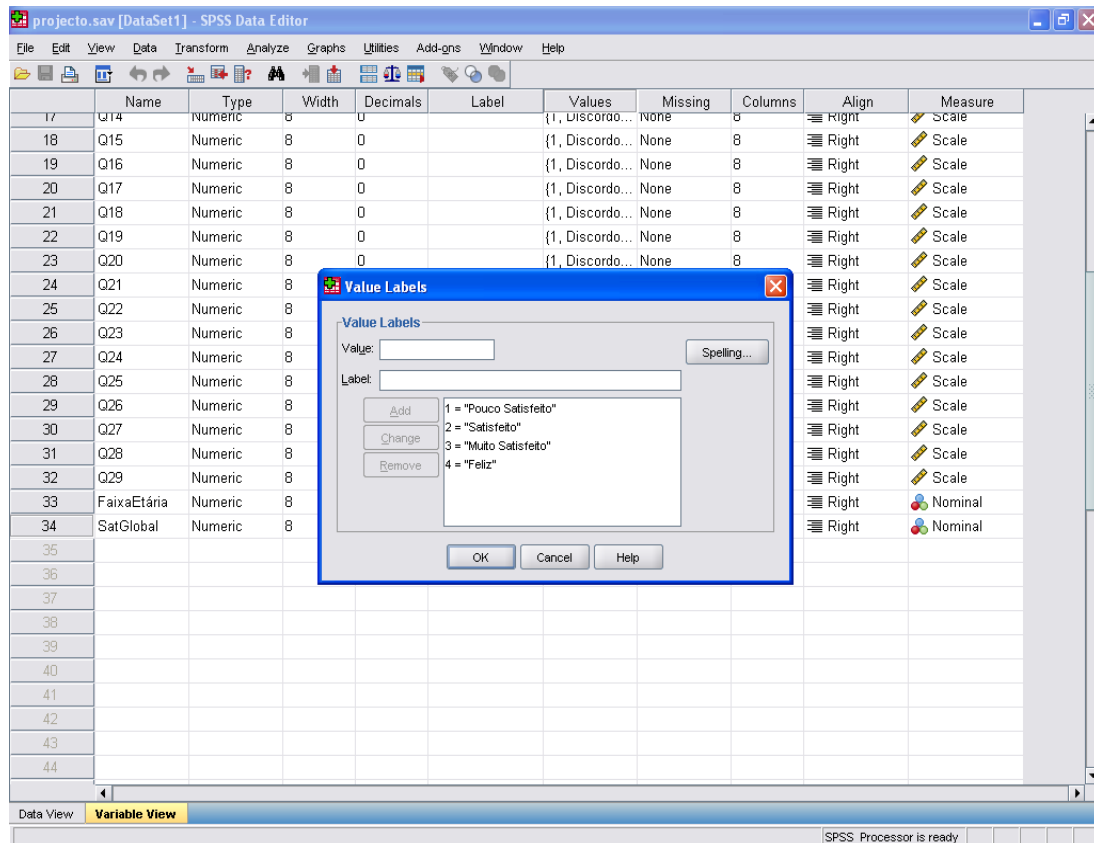 projecto.sav [DataSet1] - SPSS Data Editor
File Edit View Data Transform Analyze Graphs Utilities Add-ons Window Help
Name Type Width Decimals Label Values Missing Columns Align Measure
17 Q14 Numeric 8 0 {1, Discordo... None 8 Right Scale
18 Q15 Numeric 8 0 {1, Discordo... None 8 Right Scale
19 Q16 Numeric 8 0 {1, Discordo... None 8 Right Scale
20 Q17 Numeric 8 0 {1, Discordo... None 8 Right Scale
21 Q18 Numeric 8 0 {1, Discordo... None 8 Right Scale
22 Q19 Numeric 8 0 {1, Discordo... None 8 Right Scale
23 Q20 Numeric 8 0 {1, Discordo... None 8 Right Scale
24 Q21 Numeric 8 Right Scale
25 Q22 Numeric 8 Right Scale
26 Q23 Numeric 8 Right Scale
27 Q24 Numeric 8 Right Scale
28 Q25 Numeric 8 Right Scale
29 Q26 Numeric 8 Right Scale
30 Q27 Numeric 8 Right Scale
31 Q28 Numeric 8 Right Scale
32 Q29 Numeric 8 Right Scale
33 FaixaEtária Numeric 8 Right Nominal
34 SatGlobal Numeric 8 Right Nominal
35
36
37
38
39
40
41
42
43
44
Value Labels
Value Labels
Value:
Spelling...
Label:
Add
Change
Remove
1 = "Pouco Satisfeito"
2 = "Satisfeito"
3 = "Muito Satisfeito"
4 = "Feliz"
OK Cancel Help
Data View Variable View
SPSS Processor is ready